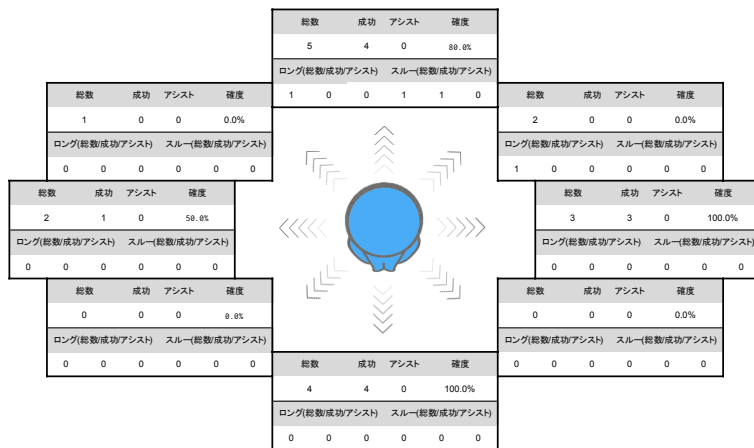 総数 成功 アシスト 確度
5 4 0 80.0%
ロング(総数/成功/アシスト) スルー(総数/成功/アシスト)
1 0 0 1 1 0
総数 成功 アシスト 確度
1 0 0 0.0%
ロング(総数/成功/アシスト) スルー(総数/成功/アシスト)
0 0 0 0 0 0
総数 成功 アシスト 確度
2 0 0 0.0%
ロング(総数/成功/アシスト) スルー(総数/成功/アシスト)
1 0 0 0 0 0
総数 成功 アシスト 確度
2 1 0 50.0%
ロング(総数/成功/アシスト) スルー(総数/成功/アシスト)
0 0 0 0 0 0
総数 成功 アシスト 確度
3 3 0 100.0%
ロング(総数/成功/アシスト) スルー(総数/成功/アシスト)
0 0 0 0 0 0
総数 成功 アシスト 確度
0 0 0 0.0%
ロング(総数/成功/アシスト) スルー(総数/成功/アシスト)
0 0 0 0 0 0
総数 成功 アシスト 確度
0 0 0 0.0%
ロング(総数/成功/アシスト) スルー(総数/成功/アシスト)
0 0 0 0 0 0
総数 成功 アシスト 確度
4 4 0 100.0%
ロング(総数/成功/アシスト) スルー(総数/成功/アシスト)
0 0 0 0 0 0